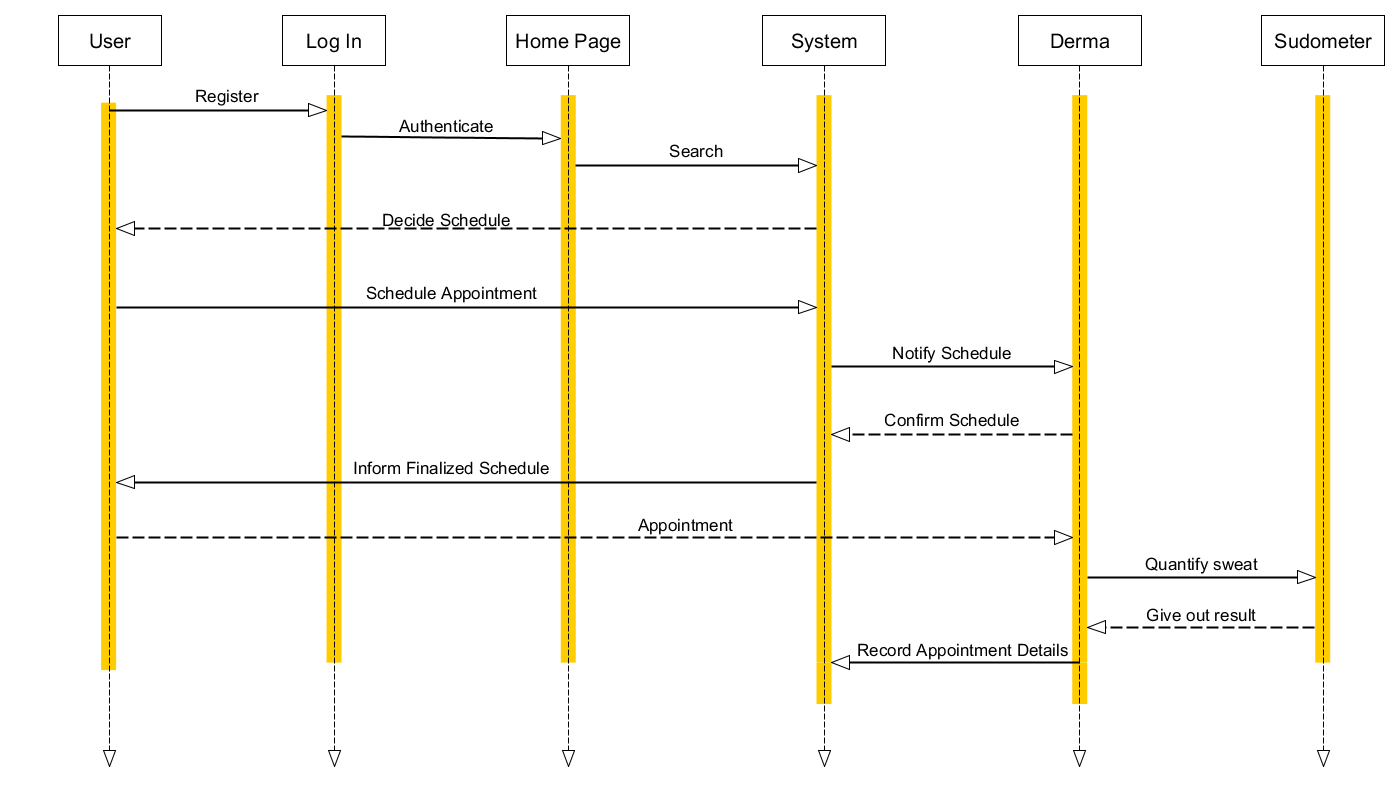 User
Log In
Home Page
System
Derma
Sudometer
Register
Authenticate
Search
Decide Schedule
Schedule Appointment
Notify Schedule
Confirm Schedule
Inform Finalized Schedule
Appointment
Quantify sweat
Give out result
Record Appointment Details